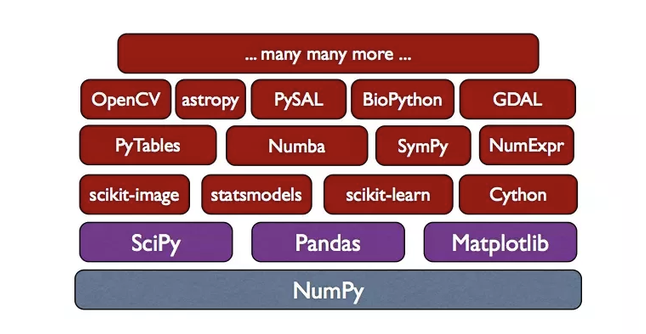 ... many many more ...
OpenCV astropy PySAL BioPython GDAL
PyTables Numba SymPy NumExpr
scikit-image statsmodels scikit-learn Cython
SciPy Pandas Matplotlib
NumPy